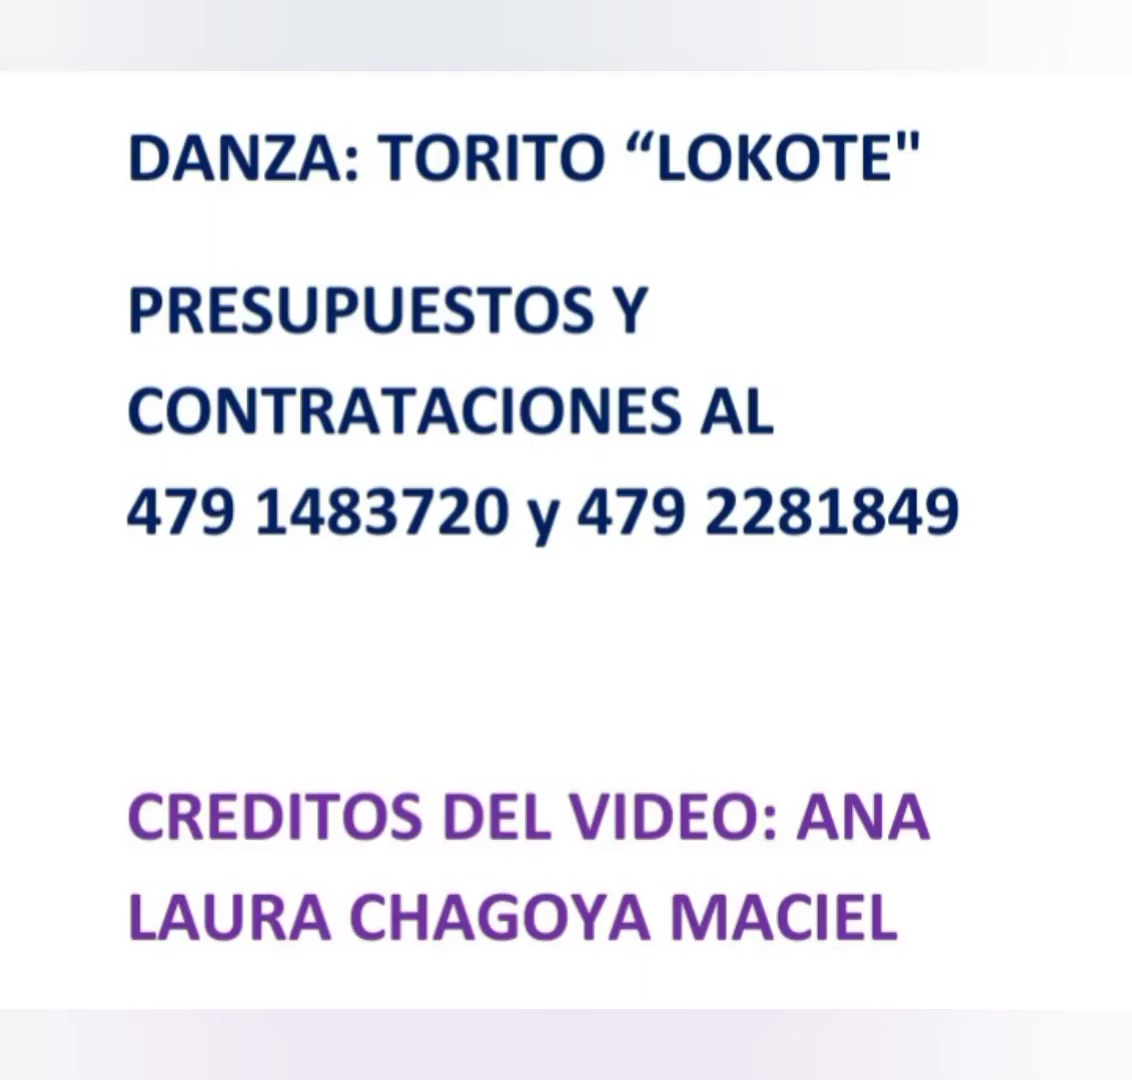 DANZA: TORITO “LOKOTE"
PRESUPUESTOS Y
CONTRATACIONES AL
479 1483720 y 479 2281849
CREDITOS DEL VIDEO: ANA
LAURA CHAGOYA MACIEL